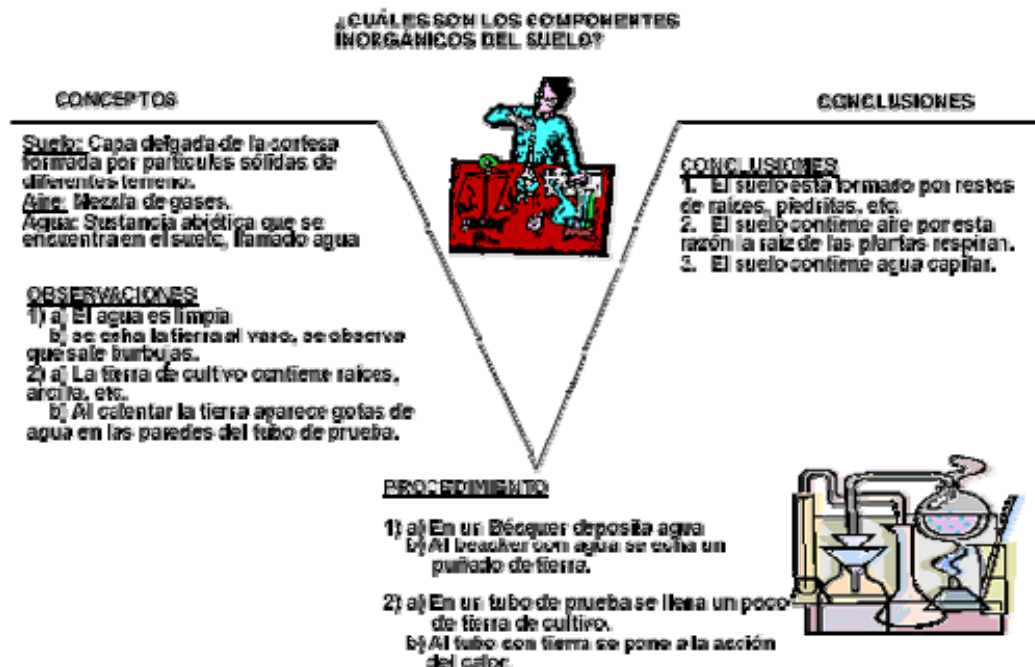 ¿CUÁLES SON LOS COMPONENTES
INORGÁNICOS DEL SUELO?
CONCEPTOS
Suelo: Capa delgada de la corteza
formada por partículas sólidas de
diferentes terreno.
Aire: Mezcla de gases.
Agua: Sustancia abiótica que se
encuentra en el suelo, llamado agua
OBSERVACIONES
1) a) El agua es limpia
b) se echa la tierra al vaso, se observa
que sale burbujas.
2) a) La tierra de cultivo contiene raíces,
arcilla, etc.
b) Al calentar la tierra aparece gotas de
agua en las paredes del tubo de prueba.
CONCLUSIONES
CONCLUSIONES
1. El suelo está formado por restos
de raíces, piedritas, etc.
2. El suelo contiene aire por esta
razón la raíz de las plantas respiran.
3. El suelo contiene agua capilar.
PROCEDIMIENTO
1) a) En un Bécquer deposita agua
b) Al beacker con agua se echa un
puñado de tierra.
2) a) En un tubo de prueba se llena un poco
de tierra de cultivo.
b) Al tubo con tierra se pone a la acción
del calor.